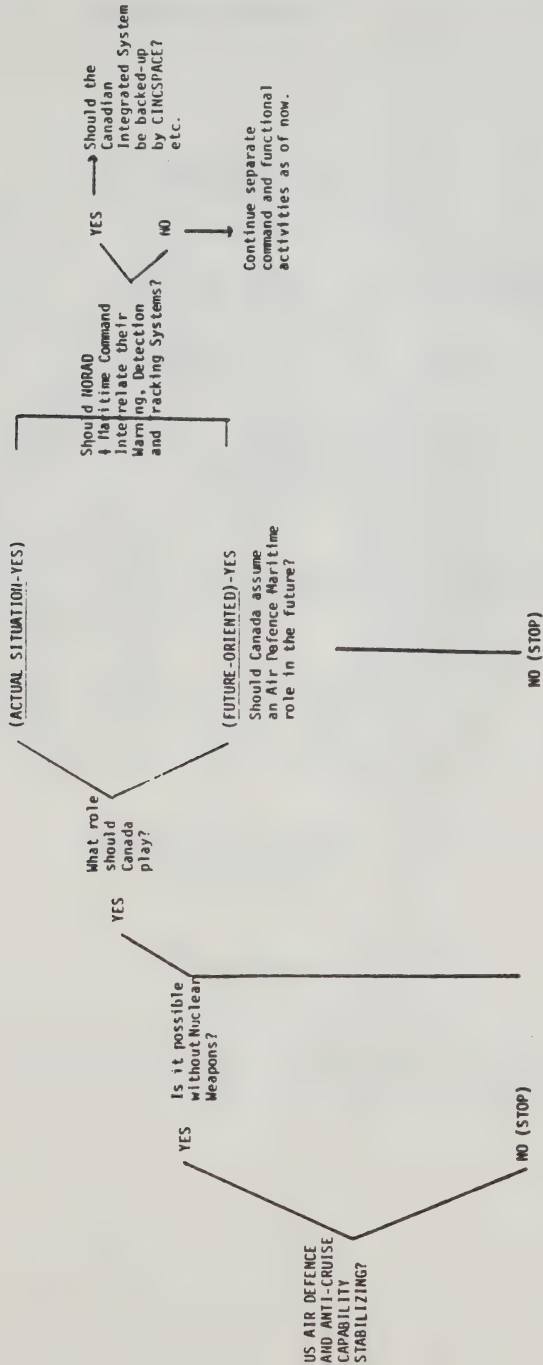 US AIR DEFENCE
AND ANTI-CRUISE
CAPABILITY
STABILIZING?
YES
NO (STOP)
Is it possible
without Nuclear
Weapons?
YES
What role
should
Canada
play?
(ACTUAL SITUATION-YES)
(FUTURE-ORIENTED)-YES
Should Canada assume
an Air Defence Maritime
role in the future?
NO (STOP)
Should NORAD
+ Maritime Command
Interrelate their
Warning, Detection
and Tracking Systems?
YES
NO
Should the
Canadian
Integrated System
be backed-up
by CINCSPACE?
etc.
Continue separate
command and functional
activities as of now.